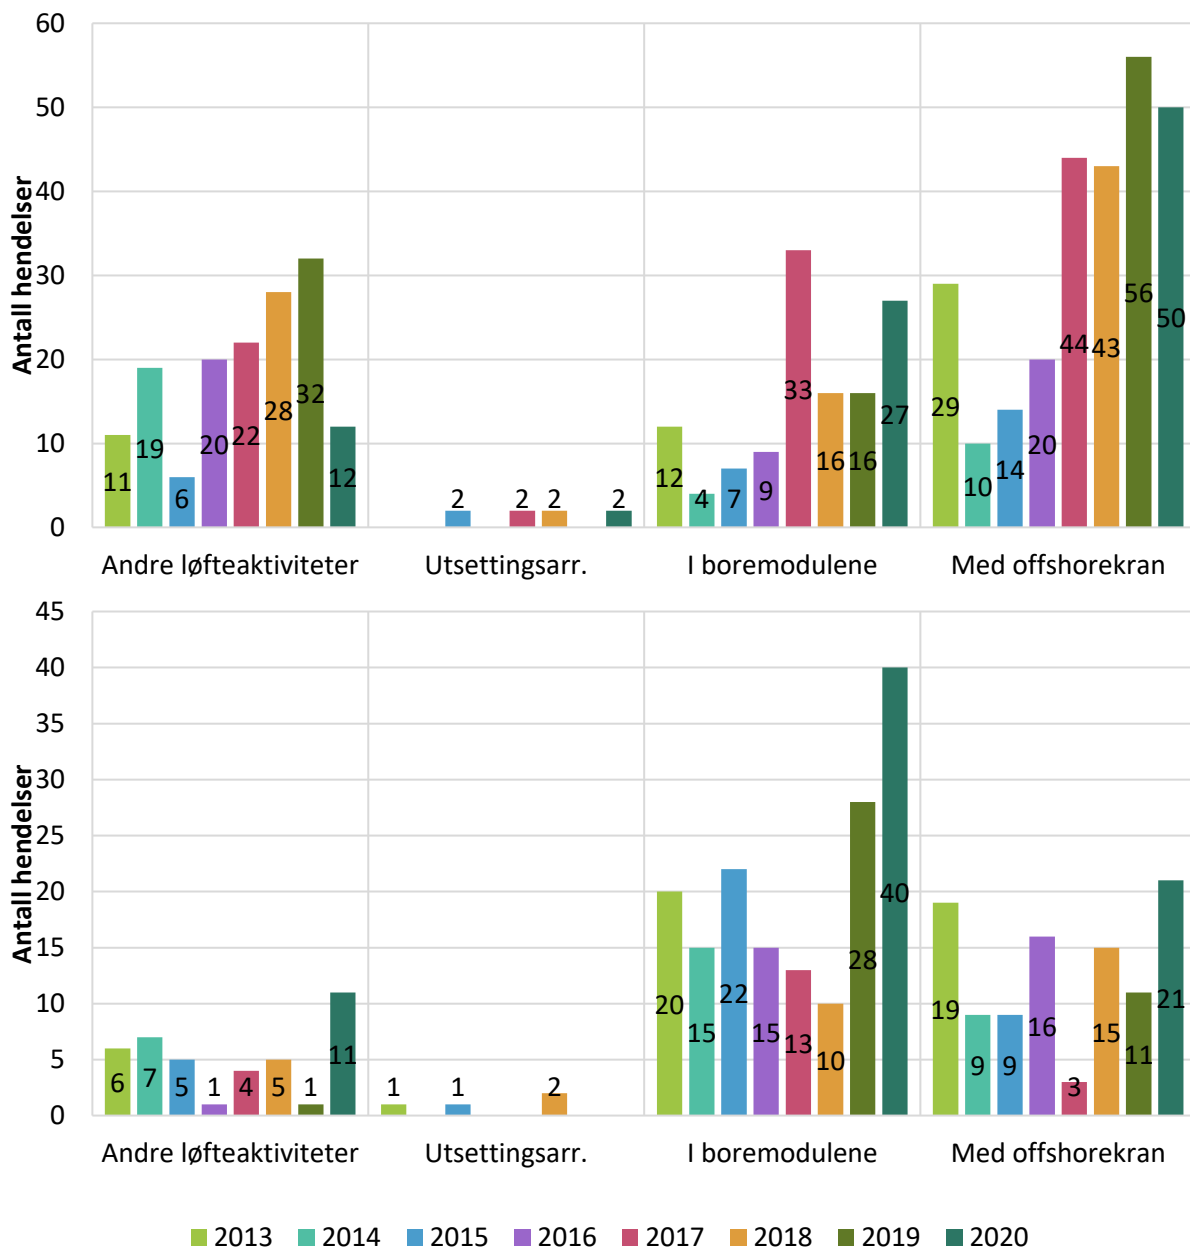 60
50
40
30
20
10
0
Antall hendelser
11 19 6 20 22 28 32 12
2 2 2 2
12 4 7 9 33 16 16 27
29 10 14 20 44 43 56 50
Andre løfteaktiviteter Utsettingsarr. I boremodulene Med offshorekran
45
40
35
30
25
20
15
10
5
0
Antall hendelser
6 7 5 1 4 5 1 11
1 1 2
20 15 22 15 13 10 28 40
19 9 9 16 3 15 11 21
Andre løfteaktiviteter Utsettingsarr. I boremodulene Med offshorekran
2013 2014 2015 2016 2017 2018 2019 2020